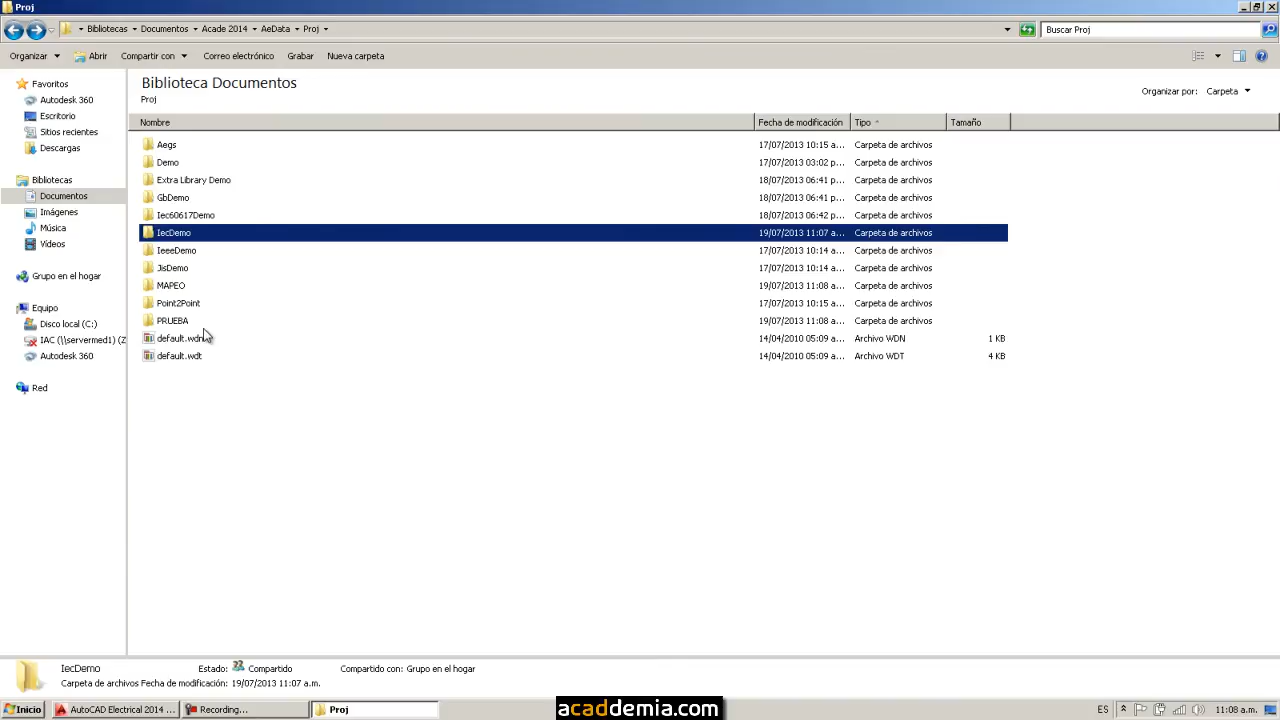 Proj
Bibliotecas Documentos Acade 2014 AeData Proj
Buscar Proj
Organizar Abrir Compartir con Correo electrónico Grabar Nueva carpeta
Favoritos
Autodesk 360
Escritorio
Sitios recientes
Descargas
Bibliotecas
Documentos
Imágenes
Música
Vídeos
Grupo en el hogar
Equipo
Disco local (C:)
IAC (\\servermed1) (Z
Autodesk 360
Red
Biblioteca Documentos
Proj
Organizar por: Carpeta
Nombre Fecha de modificación Tipo Tamaño
Aegs 17/07/2013 10:15 a... Carpeta de archivos
Demo 17/07/2013 03:02 p... Carpeta de archivos
Extra Library Demo 18/07/2013 06:41 p... Carpeta de archivos
GbDemo 18/07/2013 06:41 p... Carpeta de archivos
Iec60617Demo 18/07/2013 06:42 p... Carpeta de archivos
IecDemo 19/07/2013 11:07 a... Carpeta de archivos
IeeeDemo 17/07/2013 10:14 a... Carpeta de archivos
JisDemo 17/07/2013 10:14 a... Carpeta de archivos
MAPEO 19/07/2013 11:08 a... Carpeta de archivos
Point2Point 17/07/2013 10:15 a... Carpeta de archivos
PRUEBA 19/07/2013 11:08 a... Carpeta de archivos
default.wdn 14/04/2010 05:09 a... Archivo WDN 1 KB
default.wdt 14/04/2010 05:09 a... Archivo WDT 4 KB
IecDemo Estado: Compartido Compartido con: Grupo en el hogar
Carpeta de archivos Fecha de modificación: 19/07/2013 11:07 a.m.
Inicio AutoCAD Electrical 2014 ... Recording... Proj acaddemia.com ES 11:08 a.m.